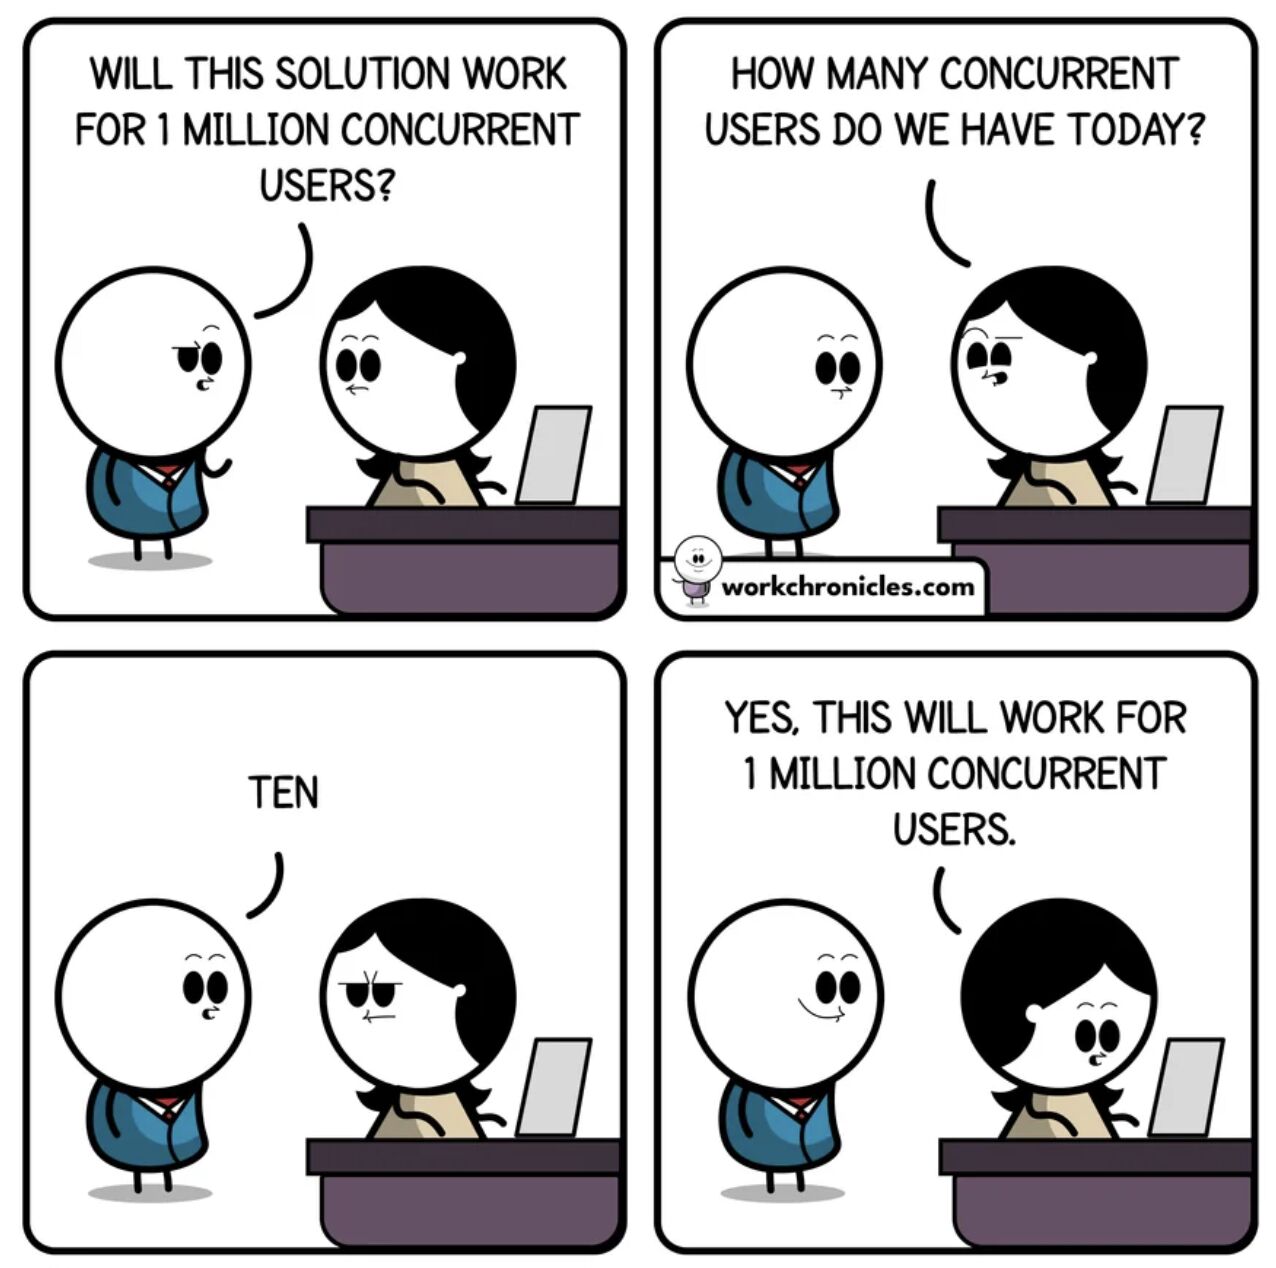 WILL THIS SOLUTION WORK
FOR 1 MILLION CONCURRENT
USERS?
HOW MANY CONCURRENT
USERS DO WE HAVE TODAY?
workchronicles.com
TEN
YES, THIS WILL WORK FOR
1 MILLION CONCURRENT
USERS.